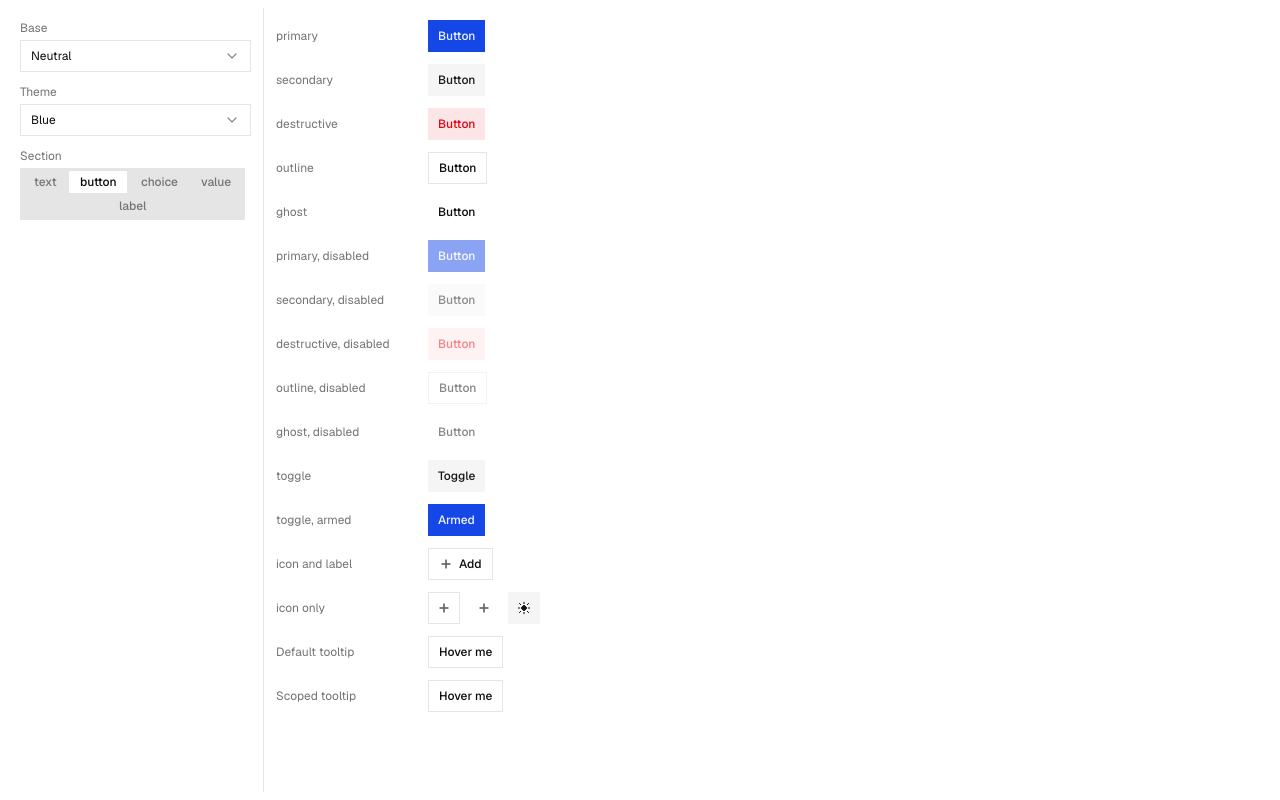 Base
Neutral
Theme
Blue
Section
text button choice value
label
primary Button
secondary Button
destructive Button
outline Button
ghost Button
primary, disabled Button
secondary, disabled Button
destructive, disabled Button
outline, disabled Button
ghost, disabled Button
toggle Toggle
toggle, armed Armed
icon and label Add
icon only
Default tooltip Hover me
Scoped tooltip Hover me